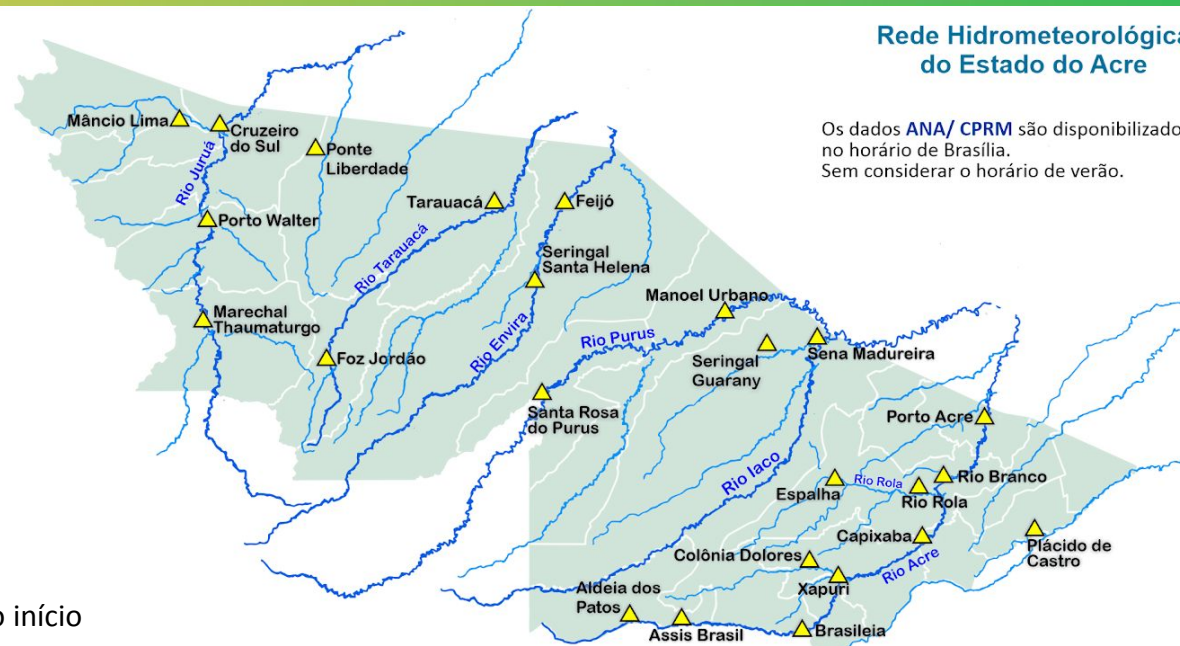 Rede Hidrometeorológica
do Estado do Acre
Os dados ANA/ CPRM são disponibilizado
no horário de Brasília.
Sem considerar o horário de verão.
Mâncio Lima
Cruzeiro
do Sul
Ponte
Liberdade
Rio Juruá
Porto Walter
Tarauacá
Feijó
Rio Tarauacá
Seringal
Santa Helena
Marechal
Thaumaturgo
Foz Jordão
Rio Envira
Manoel Urbano
Rio Purus
Seringal
Guarany
Sena Madureira
Santa Rosa
do Purus
Porto Acre
Rio Iaco
Espalha
Rio Rola
Rio Rola
Rio Branco
Capixaba
Plácido de
Castro
Colônia Dolores
Rio Acre
Xapuri
Aldeia dos
Patos
Assis Brasil
Brasileia
o início